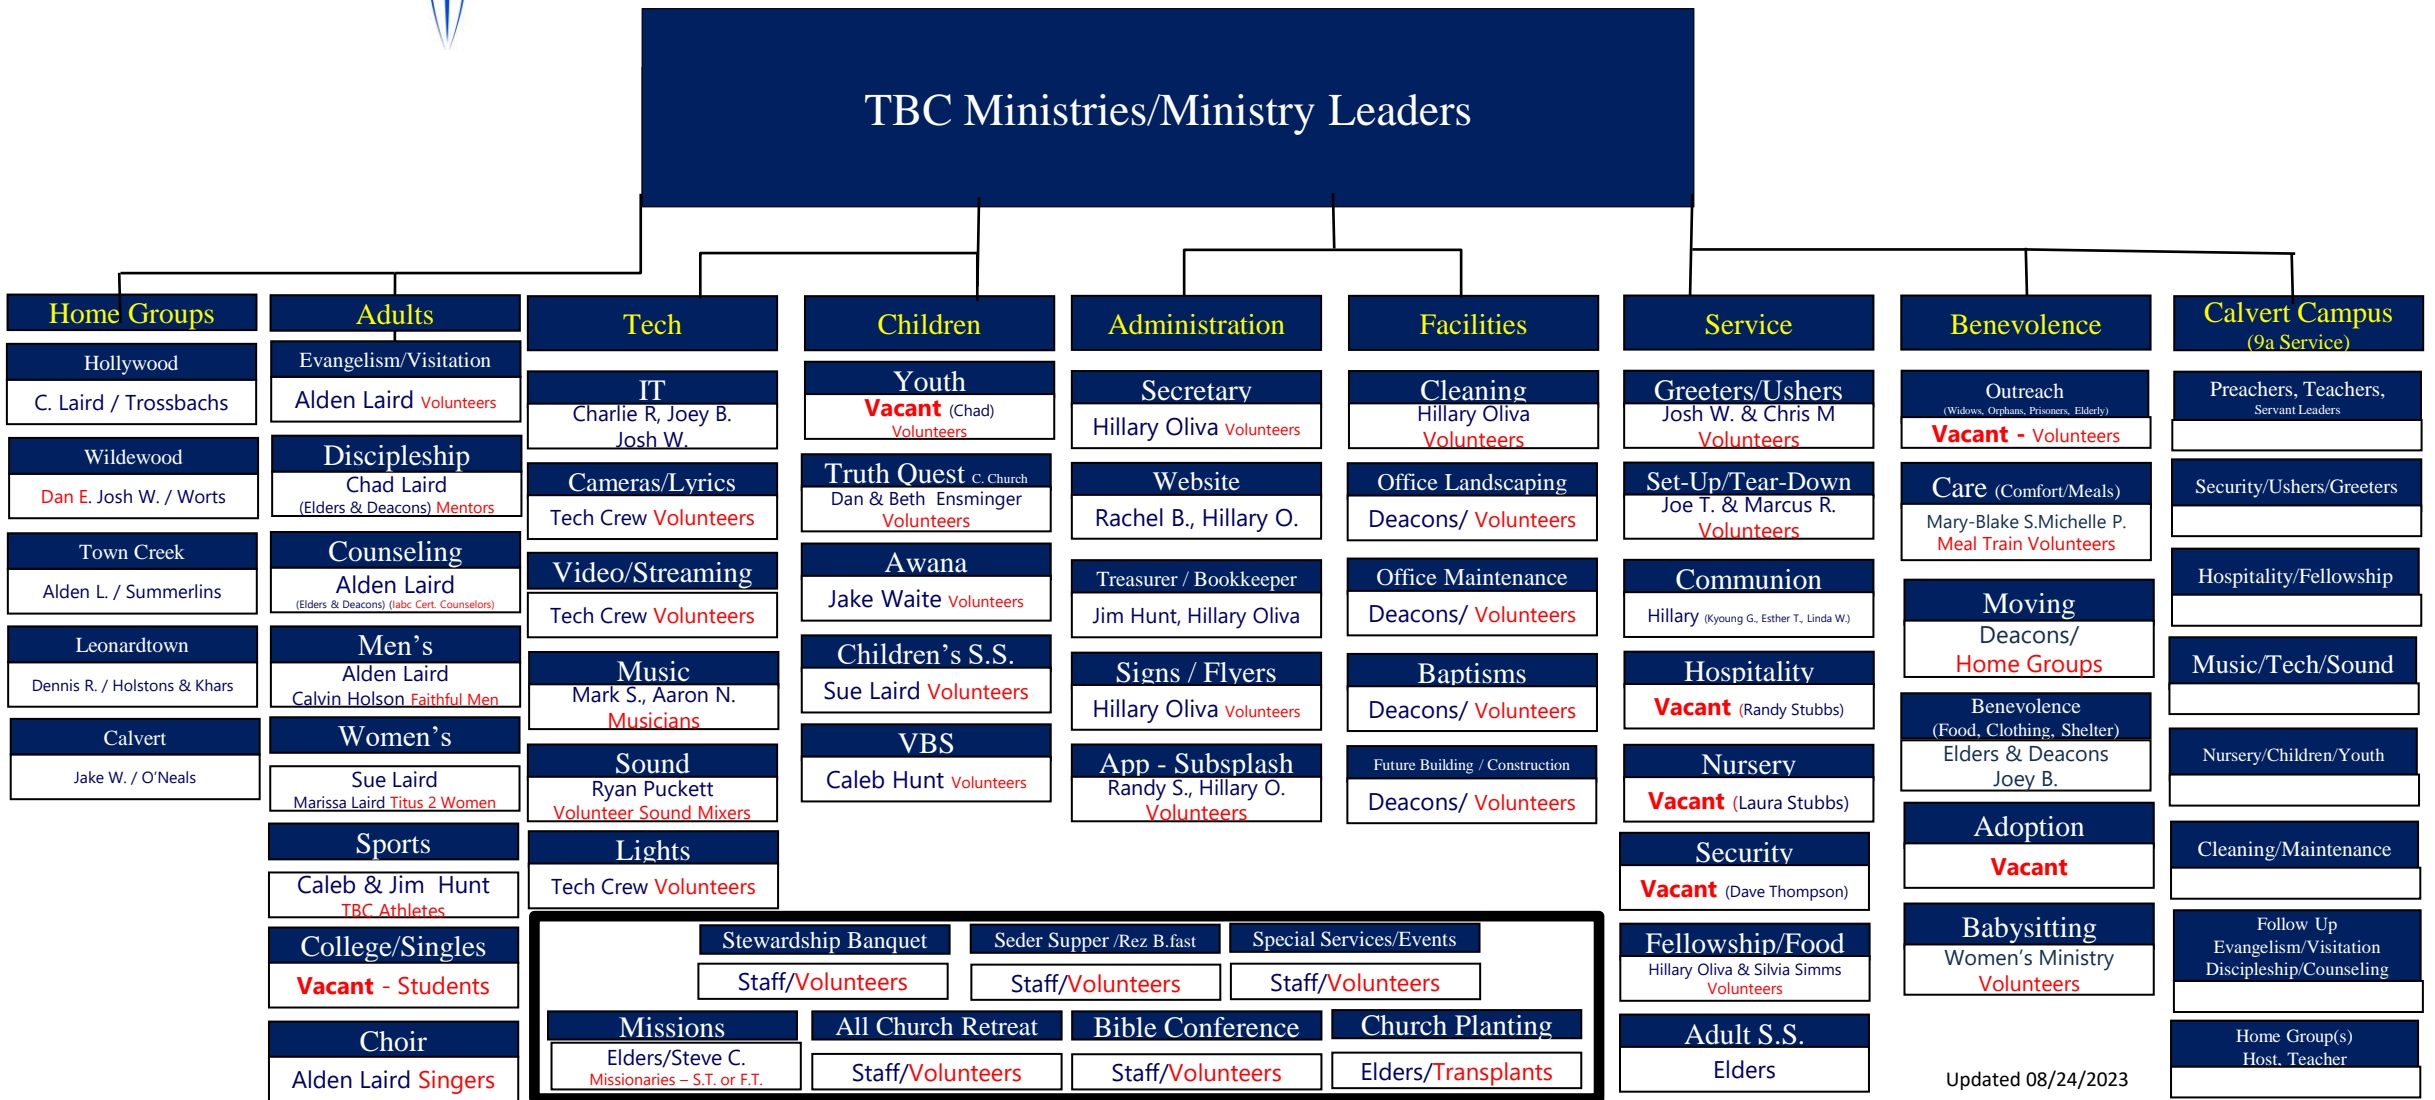 TBC Ministries/Ministry Leaders
Home Groups
Hollywood
C. Laird / Trossbachs
Wildewood
Dan E. Josh W. / Worts
Town Creek
Alden L. / Summerlins
Leonardtown
Dennis R. / Holstons & Khars
Calvert
Jake W. / O'Neals
Adults
Evangelism/Visitation
Alden Laird Volunteers
Discipleship
Chad Laird
(Elders & Deacons) Mentors
Counseling
Alden Laird
(Elders & Deacons) (Iabc Cert. Counselors)
Men's
Alden Laird
Calvin Holson Faithful Men
Women's
Sue Laird
Marissa Laird Titus 2 Women
Sports
Caleb & Jim Hunt
TBC Athletes
College/Singles
Vacant - Students
Choir
Alden Laird Singers
Tech
IT
Charlie R, Joey B.
Josh W.
Cameras/Lyrics
Tech Crew Volunteers
Video/Streaming
Tech Crew Volunteers
Music
Mark S., Aaron N.
Musicians
Sound
Ryan Puckett
Volunteer Sound Mixers
Lights
Tech Crew Volunteers
Children
Youth
Vacant (Chad)
Volunteers
Truth Quest C. Church
Dan & Beth Ensminger
Volunteers
Awana
Jake Waite Volunteers
Children's S.S.
Sue Laird Volunteers
VBS
Caleb Hunt Volunteers
Administration
Secretary
Hillary Oliva Volunteers
Website
Rachel B., Hillary O.
Treasurer / Bookkeeper
Jim Hunt, Hillary Oliva
Signs / Flyers
Hillary Oliva Volunteers
App - Subsplash
Randy S., Hillary O.
Volunteers
Facilities
Cleaning
Hillary Oliva
Volunteers
Office Landscaping
Deacons/ Volunteers
Office Maintenance
Deacons/ Volunteers
Baptisms
Deacons/ Volunteers
Future Building / Construction
Deacons/ Volunteers
Service
Greeters/Ushers
Josh W. & Chris M
Volunteers
Set-Up/Tear-Down
Joe T. & Marcus R.
Volunteers
Communion
Hillary (Kyoung G., Esther T., Linda W.)
Hospitality
Vacant (Randy Stubbs)
Nursery
Vacant (Laura Stubbs)
Security
Vacant (Dave Thompson)
Fellowship/Food
Hillary Oliva & Silvia Simms
Volunteers
Adult S.S.
Elders
Benevolence
Outreach
(Widows, Orphans, Prisoners, Elderly)
Vacant - Volunteers
Care (Comfort/Meals)
Mary-Blake S.Michelle P.
Meal Train Volunteers
Moving
Deacons/
Home Groups
Benevolence
(Food, Clothing, Shelter)
Elders & Deacons
Joey B.
Adoption
Vacant
Babysitting
Women's Ministry
Volunteers
Calvert Campus
(9a Service)
Preachers, Teachers,
Servant Leaders
Security/Ushers/Greeters
Hospitality/Fellowship
Music/Tech/Sound
Nursery/Children/Youth
Cleaning/Maintenance
Follow Up
Evangelism/Visitation
Discipleship/Counseling
Home Group(s)
Host, Teacher
Stewardship Banquet
Staff/Volunteers
Seder Supper /Rez B.fast
Staff/Volunteers
Special Services/Events
Staff/Volunteers
Missions
Elders/Steve C.
Missionaries – S.T. or F.T.
All Church Retreat
Staff/Volunteers
Bible Conference
Staff/Volunteers
Church Planting
Elders/Transplants
Updated 08/24/2023